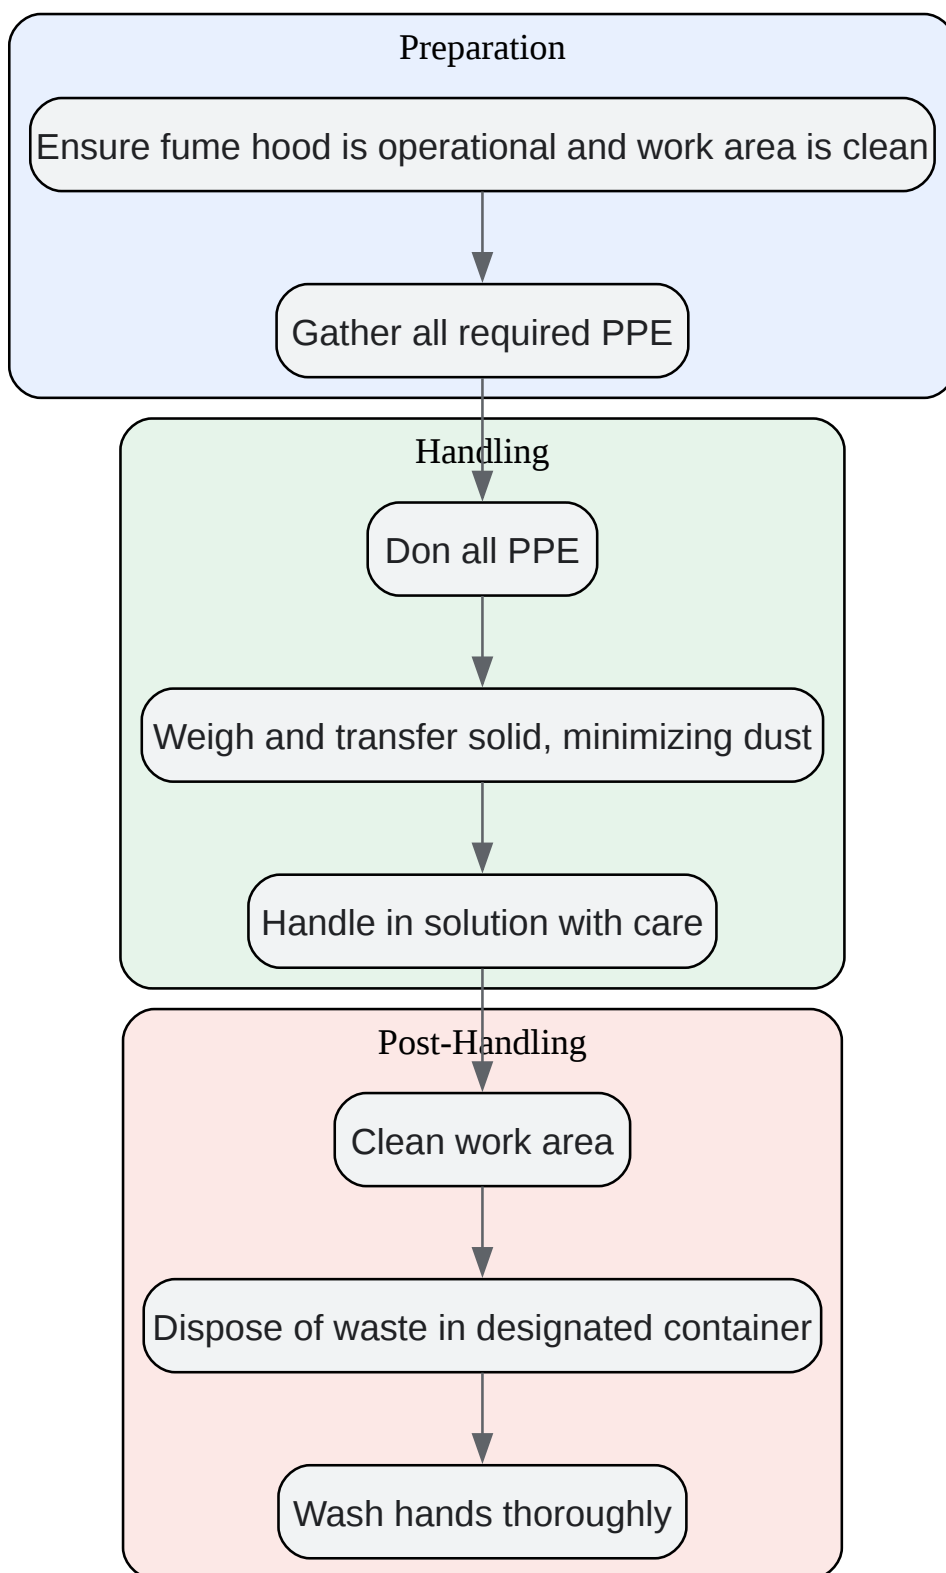 Preparation
Ensure fume hood is operational and work area is clean
Gather all required PPE
Handling
Don all PPE
Weigh and transfer solid, minimizing dust
Handle in solution with care
Post-Handling
Clean work area
Dispose of waste in designated container
Wash hands thoroughly